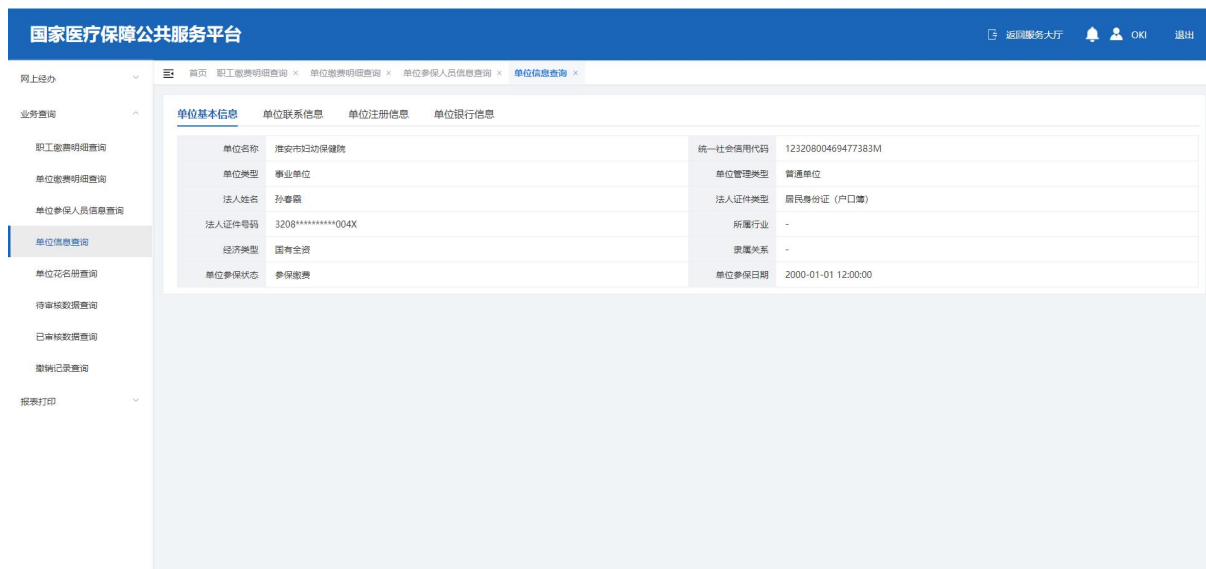 国家医疗保障公共服务平台
返回服务大厅 OKI 退出
网上经办
首页 职工缴费明细查询 × 单位缴费明细查询 × 单位参保人员信息查询 × 单位信息查询 ×
业务查询
职工缴费明细查询
单位缴费明细查询
单位参保人员信息查询
单位信息查询
单位花名册查询
待审核数据查询
已审核数据查询
撤销记录查询
报表打印
单位基本信息 单位联系信息 单位注册信息 单位银行信息
单位名称 淮安市妇幼保健院 统一社会信用代码 12320800469477383M
单位类型 事业单位 单位管理类型 普通单位
法人姓名 孙春霞 法人证件类型 居民身份证（户口簿）
法人证件号码 3208**********004X 所属行业 -
经济类型 国有全资 隶属关系 -
单位参保状态 参保缴费 单位参保日期 2000-01-01 12:00:00